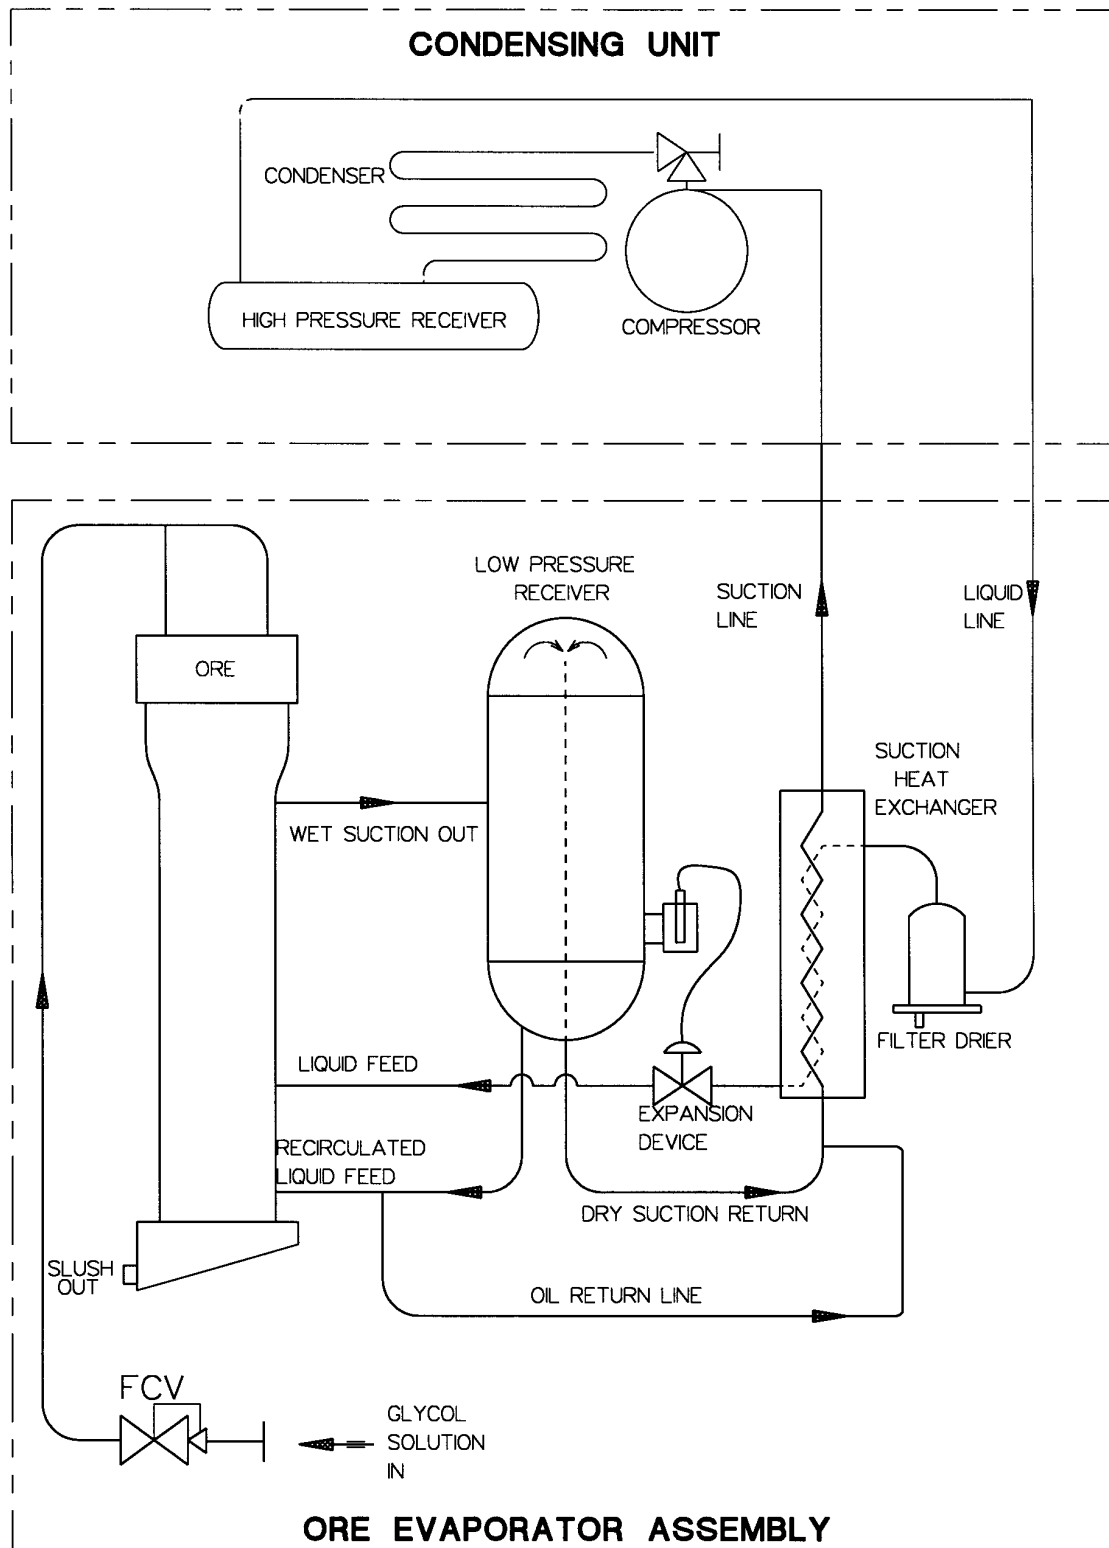 CONDENSING UNIT
CONDENSER
HIGH PRESSURE RECEIVER
COMPRESSOR
LOW PRESSURE
RECEIVER
SUCTION
LINE
LIQUID
LINE
ORE
SUCTION
HEAT
EXCHANGER
WET SUCTION OUT
FILTER DRIER
LIQUID FEED
EXPANSION
DEVICE
RECIRCULATED
LIQUID FEED
DRY SUCTION RETURN
SLUSH
OUT
OIL RETURN LINE
FCV
GLYCOL
SOLUTION
IN
ORE EVAPORATOR ASSEMBLY